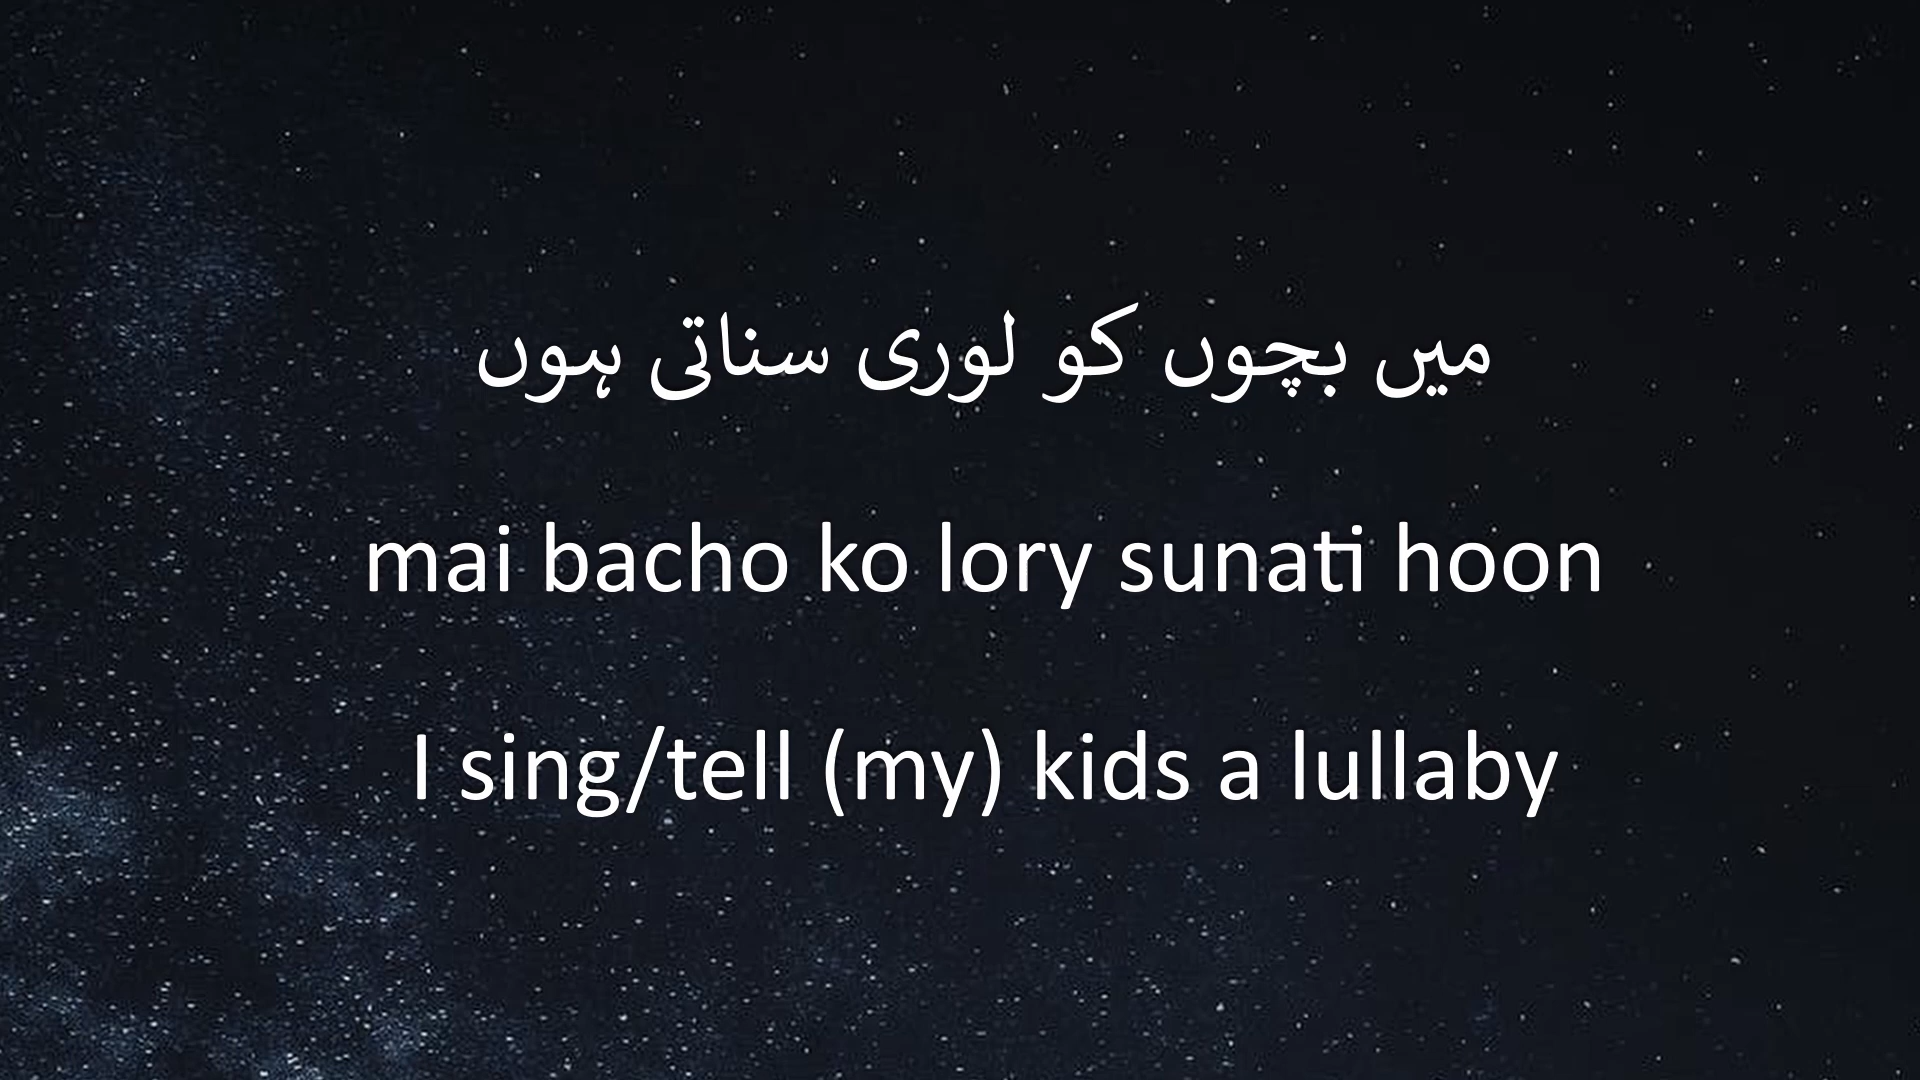 میں بچوں کو لوری سناتی ہوں
mai bacho ko lory sunati hoon
I sing/tell (my) kids a lullaby